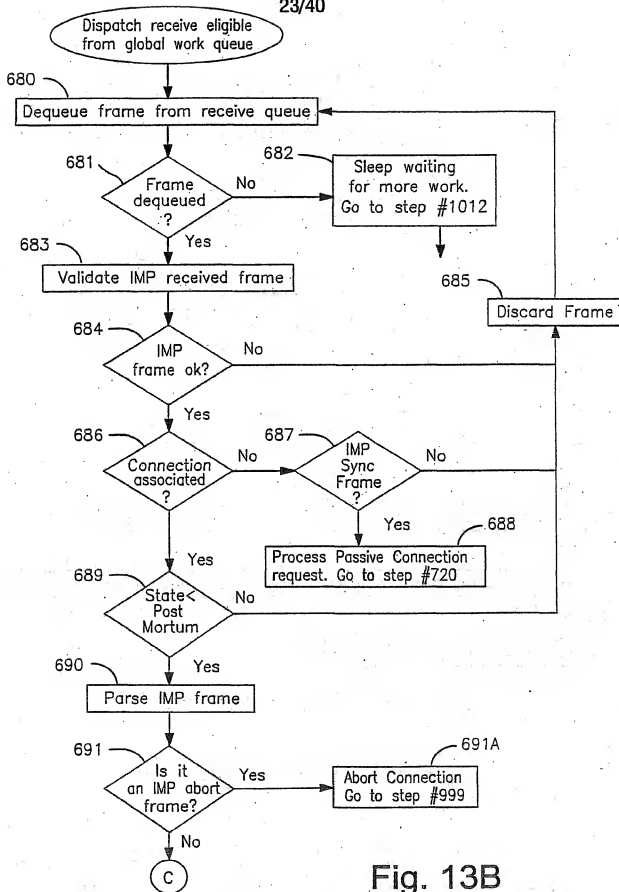 23/40
Dispatch receive eligible
from global work queue
680
Dequeue frame from receive queue
681
Frame
dequeued
?
No
682
Sleep waiting
for more work.
Go to step #1012
Yes
683
Validate IMP received frame
685
Discard Frame
684
IMP
frame ok?
No
Yes
686
Connection
associated
?
No
687
IMP
Sync
Frame
?
No
Yes
688
Process Passive Connection
request. Go to step #720
Yes
689
State<
Post
Mortum
No
Yes
690
Parse IMP frame
691
Is it
an IMP abort
frame?
Yes
691A
Abort Connection
Go to step #999
No
C
Fig. 13B